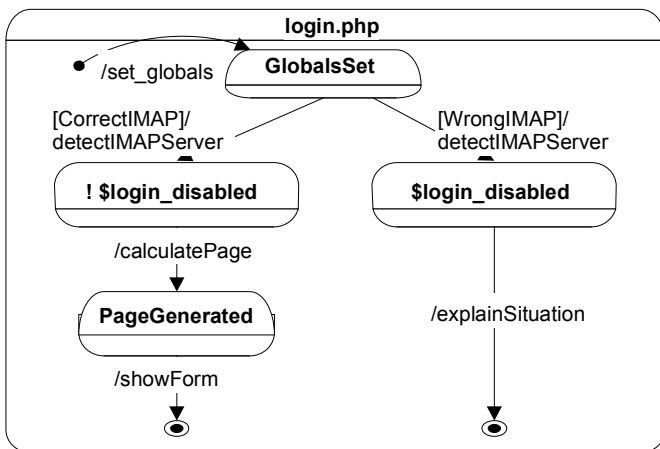 login.php
/set_globals
GlobalsSet
[CorrectIMAP]/
detectIMAPServer
[WrongIMAP]/
detectIMAPServer
! $login_disabled
$login_disabled
/calculatePage
PageGenerated
/explainSituation
/showForm